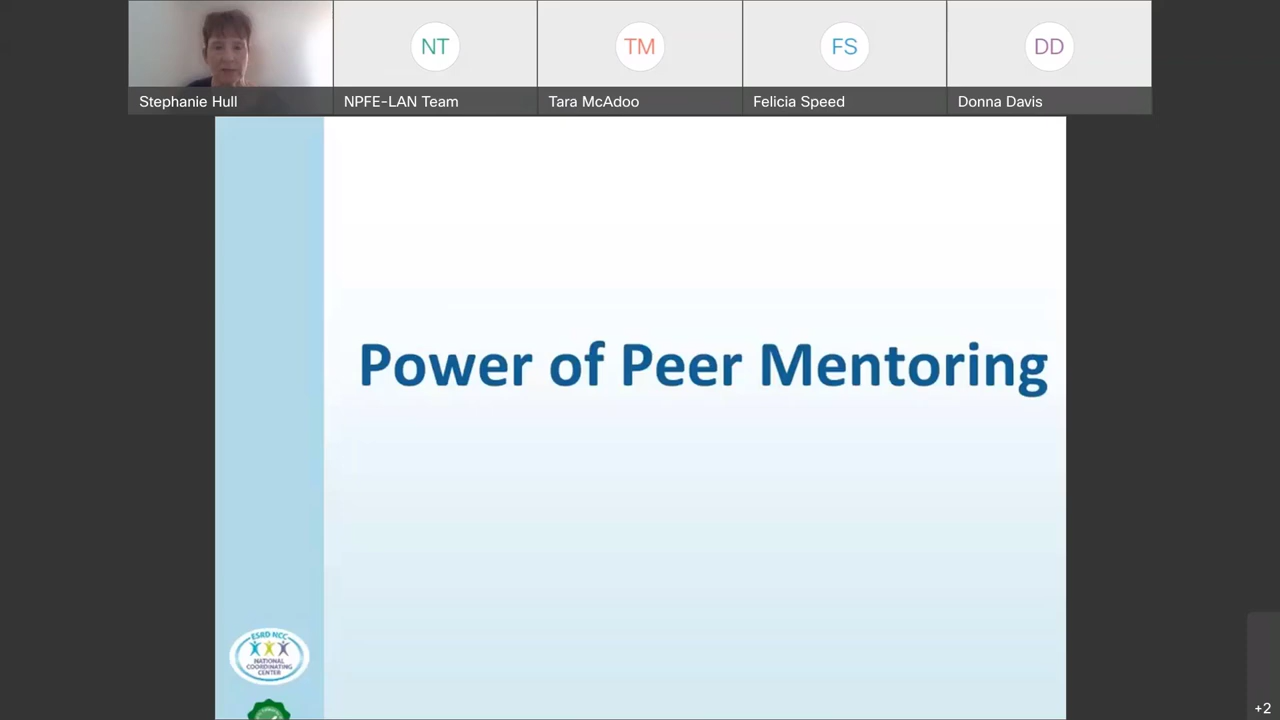 NT
TM
FS
DD
Stephanie Hull
NPFE-LAN Team
Tara McAdoo
Felicia Speed
Donna Davis
Power of Peer Mentoring
ESRD NCC
NATIONAL
COORDINATING
CENTER
+2